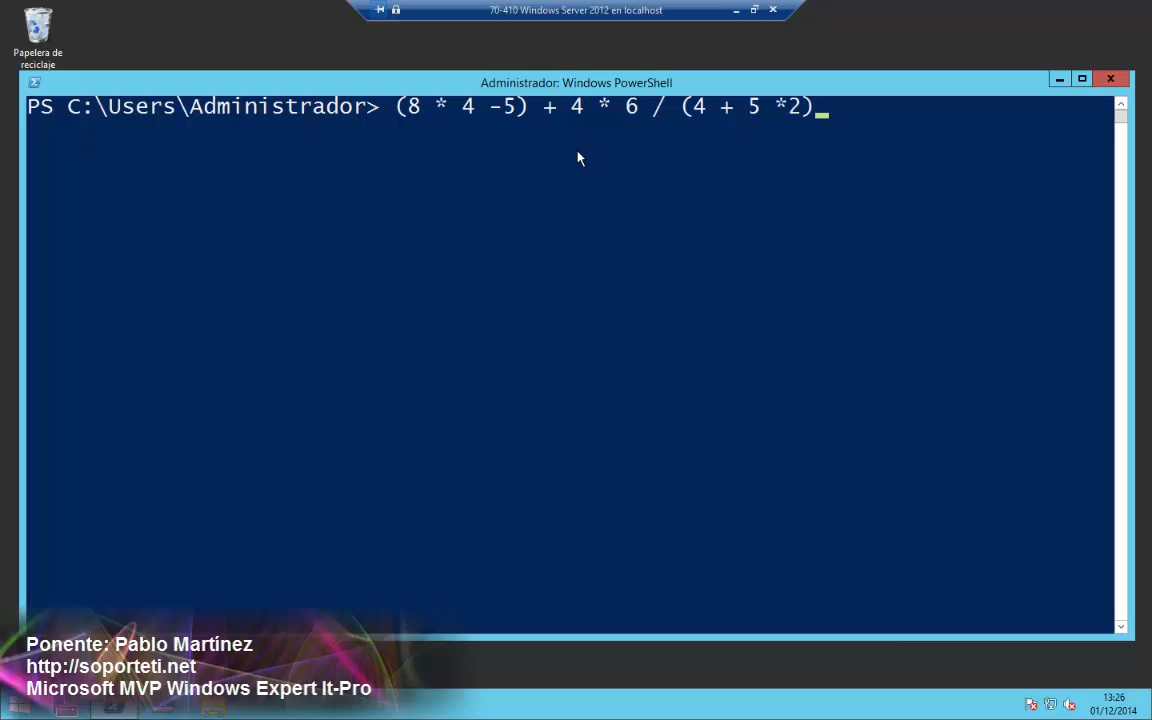 70-410 Windows Server 2012 en localhost
Papelera de
reciclaje
Administrador: Windows PowerShell
PS C:\Users\Administrador> (8 * 4 -5) + 4 * 6 / (4 + 5 *2)
Ponente: Pablo Martínez
http://soporteti.net
Microsoft MVP Windows Expert It-Pro
13:26
01/12/2014